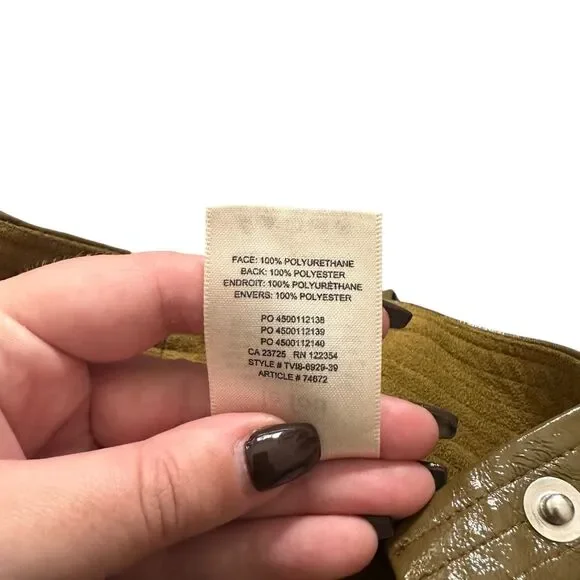 FACE: 100% POLYURETHANE
BACK: 100% POLYESTER
ENDROIT: 100% POLYURÉTHANE
ENVERS: 100% POLYESTER
PO 4500112138
PO 4500112139
PO 4500112140
CA 23725 RN 122354
STYLE # TVI8-6929-39
ARTICLE # 74672